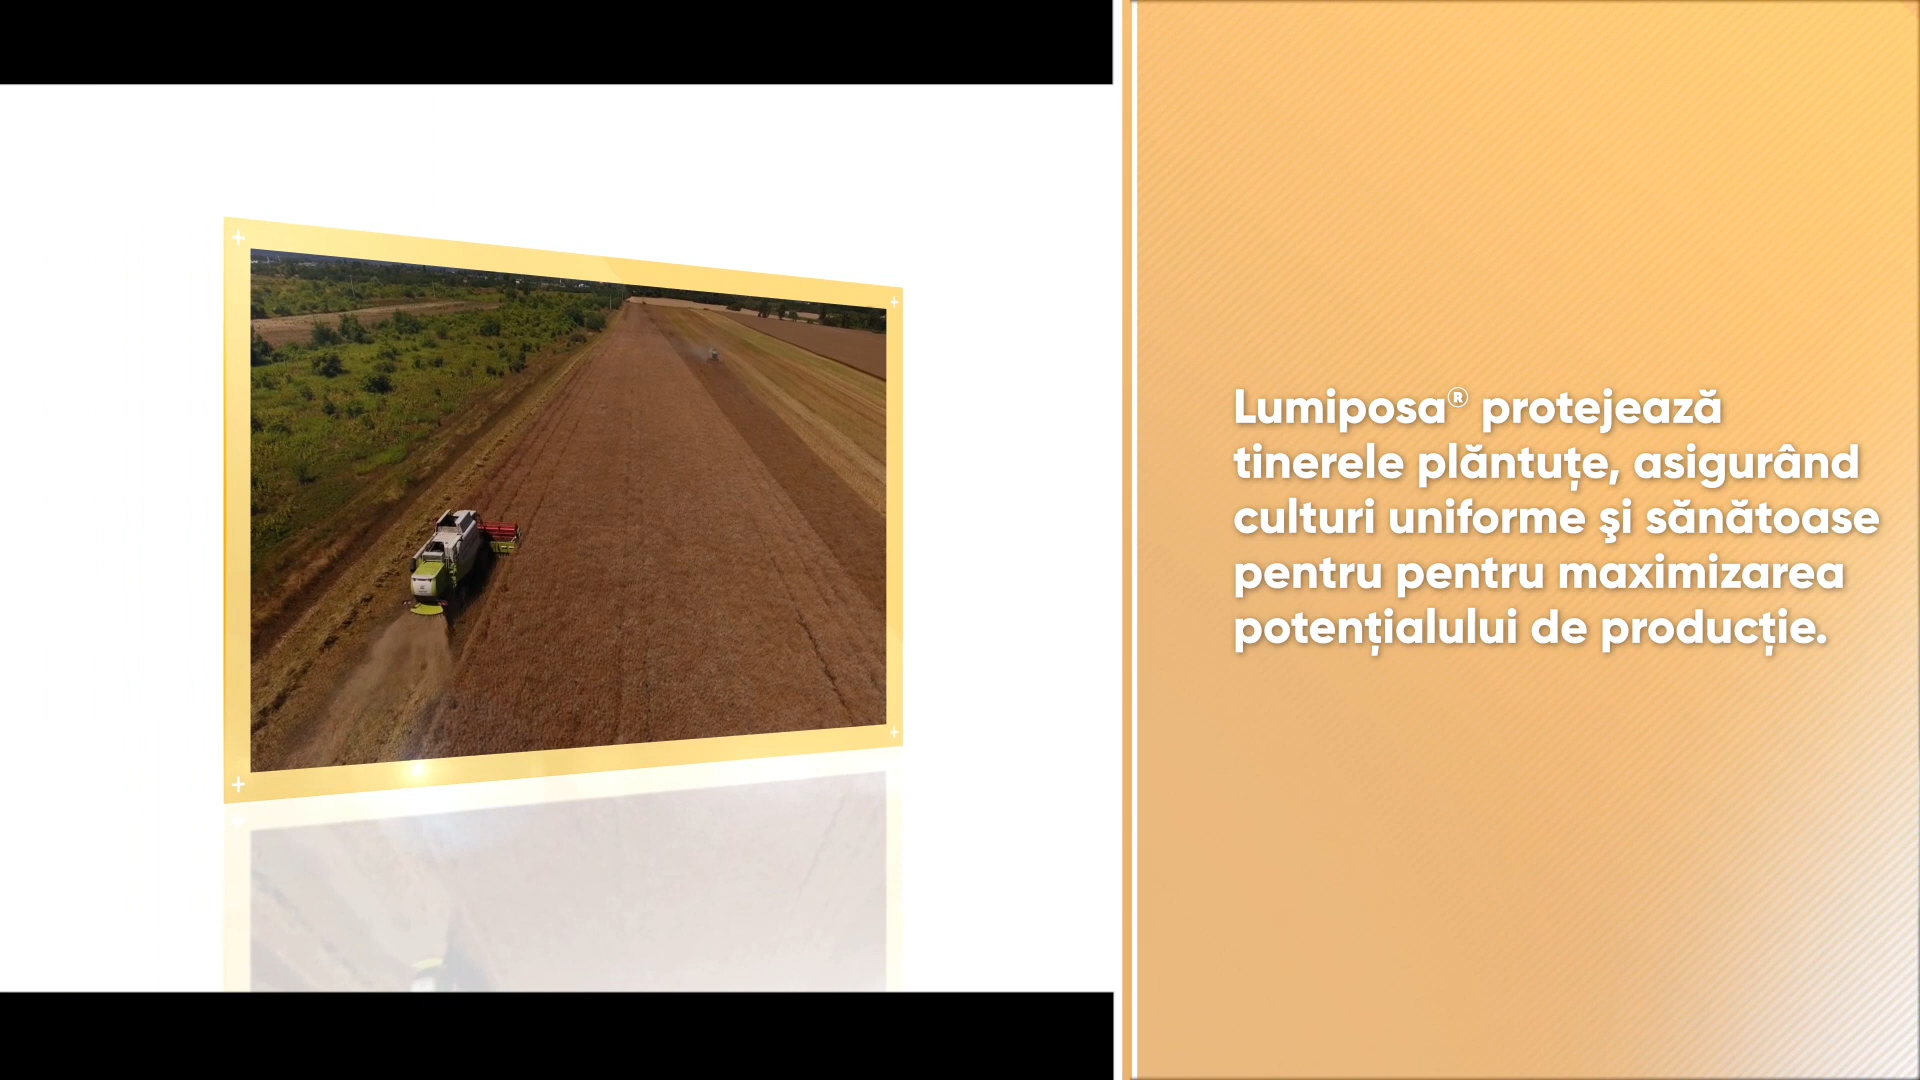 Lumiposa® protejează
tinerele plăntuțe, asigurând
culturi uniforme şi sănătoase
pentru pentru maximizarea
potențialului de producție.